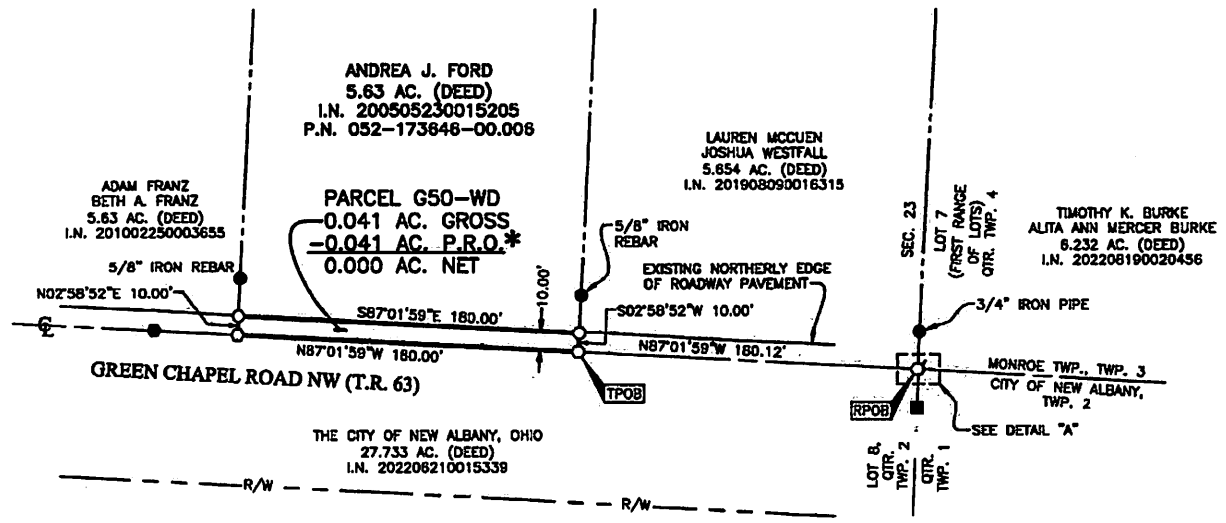 ANDREA J. FORD
5.63 AC. (DEED)
I.N. 200505230015205
P.N. 052-173646-00.006
LAUREN MCCUEN
JOSHUA WESTFALL
5.654 AC. (DEED)
I.N. 201908090016315
ADAM FRANZ
BETH A. FRANZ
5.63 AC. (DEED)
I.N. 201002250003655
PARCEL G50-WD
0.041 AC. GROSS
-0.041 AC. P.R.O.*
0.000 AC. NET
SEC. 23
LOT 7
(FIRST RANGE
OF LOTS)
QTR. TWP. 4
TIMOTHY K. BURKE
ALITA ANN MERCER BURKE
6.232 AC. (DEED)
I.N. 202206190020456
5/8" IRON REBAR
5/8" IRON
REBAR
EXISTING NORTHERLY EDGE
OF ROADWAY PAVEMENT
10.00'
N02°58'52"E 10.00'
S87°01'59"E 180.00'
S02°58'52"W 10.00'
3/4" IRON PIPE
N87°01'59"W 180.00'
N87°01'59"W 180.12'
GREEN CHAPEL ROAD NW (T.R. 63)
TPOB
RPOB
MONROE TWP., TWP. 3
CITY OF NEW ALBANY,
TWP. 2
SEE DETAIL "A"
THE CITY OF NEW ALBANY, OHIO
27.733 AC. (DEED)
I.N. 202206210015339
LOT 8,
QTR.
TWP. 2
QTR.
TWP. 1
R/W
R/W